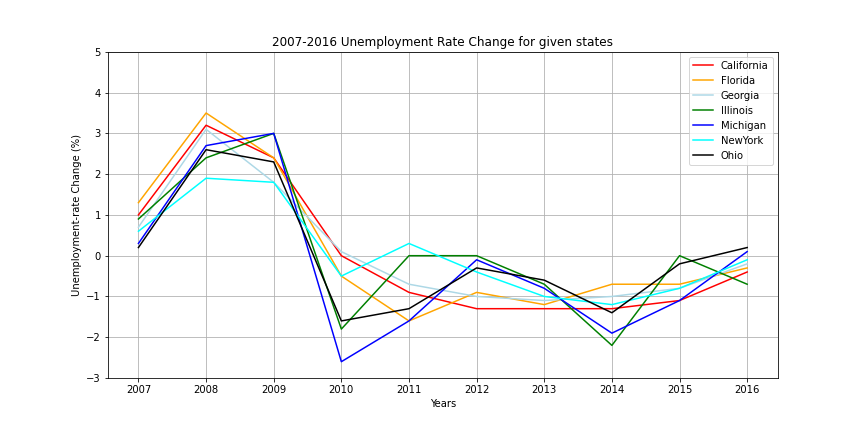 2007-2016 Unemployment Rate Change for given states
Unemployment-rate Change (%)
5
4
3
2
1
0
−1
−2
−3
California
Florida
Georgia
Illinois
Michigan
NewYork
Ohio
2007 2008 2009 2010 2011 2012 2013 2014 2015 2016
Years